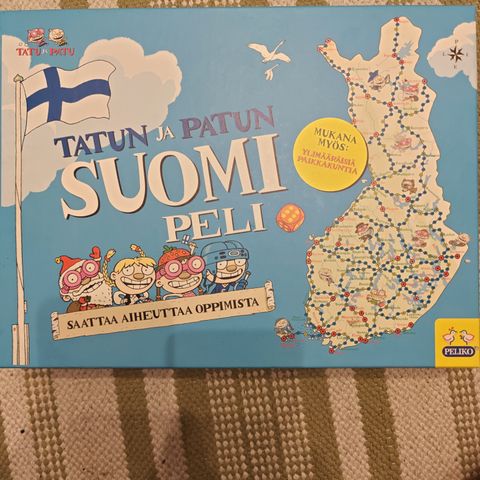 TATU JA PATU
TATUN JA PATUN
SUOMI
PELI
MUKANA
MYÖS:
YLIMÄÄRÄISIÄ
PAIKKAKUNTIA
SAATTAA AIHEUTTAA OPPIMISTA
PELIKO